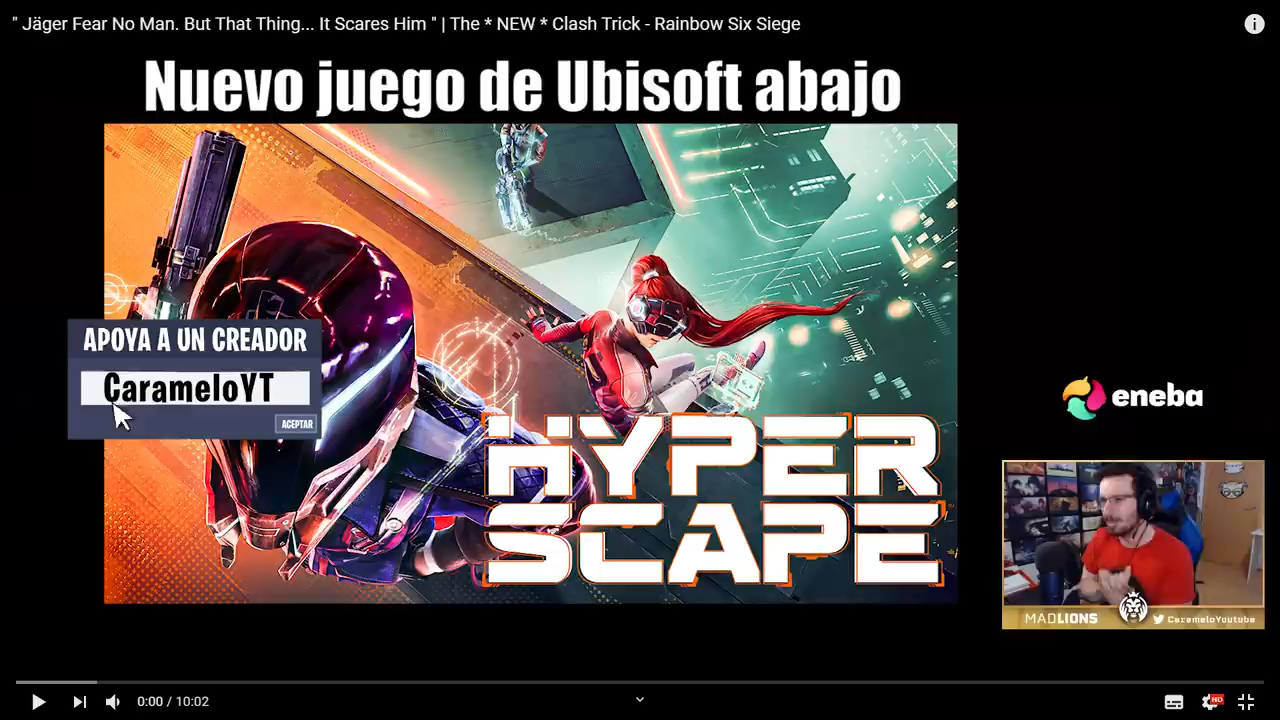 " Jäger Fear No Man. But That Thing... It Scares Him " | The * NEW * Clash Trick - Rainbow Six Siege
Nuevo juego de Ubisoft abajo
APOYA A UN CREADOR
CarameloYT
ACEPTAR
HYPER
SCAPE
eneba
MADLIONS
CarameloYoutube
0:00 / 10:02
HD